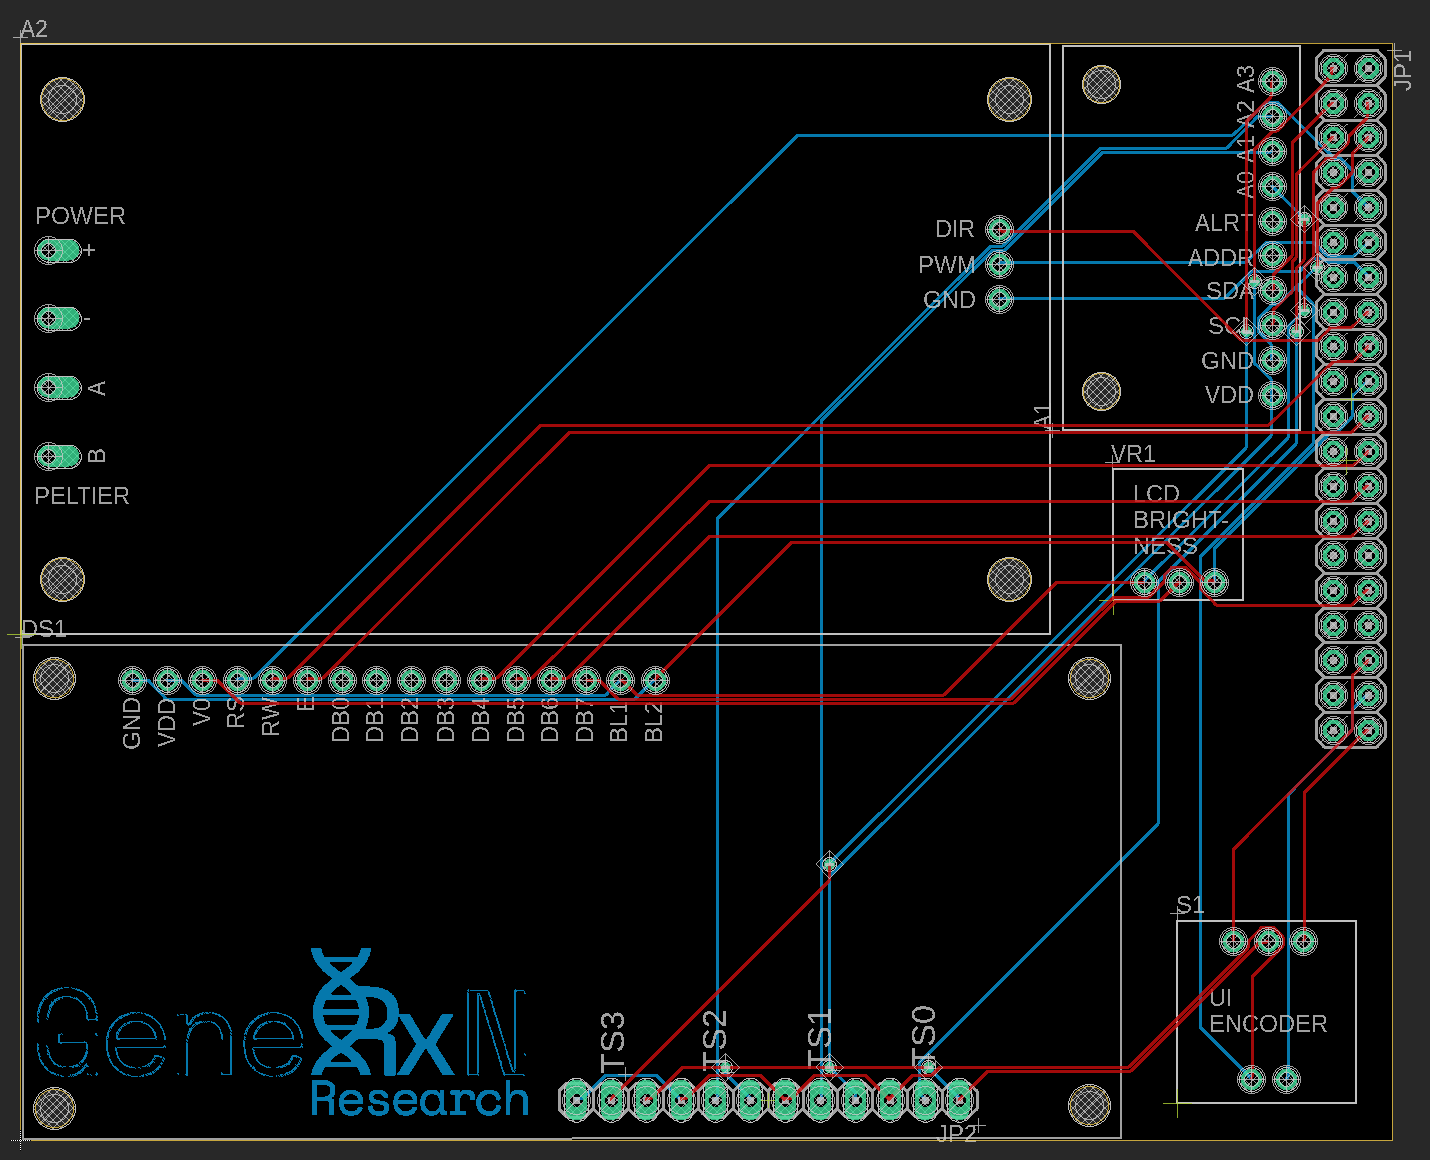 A2
JP1
A3
A2
A1
A0
POWER
+
-
A
B
PELTIER
DIR
PWM
GND
ALRT
ADDR
SDA
SCL
GND
VDD
A1
VR1
LCD
BRIGHT-
NESS
DS1
GND
VDD
V0
RS
RW
E
DB0
DB1
DB2
DB3
DB4
DB5
DB6
DB7
BL1
BL2
S1
UI
ENCODER
GeneRxN
Research
TS3
TS2
TS1
TS0
JP2